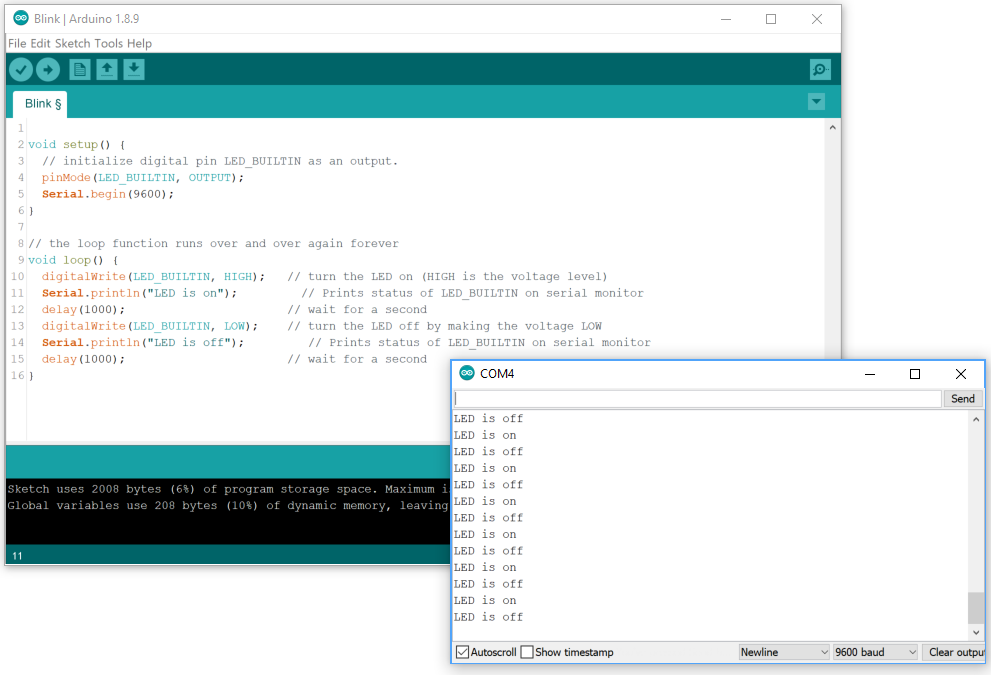 Blink | Arduino 1.8.9
File Edit Sketch Tools Help
Blink §
1
2 void setup() {
3   // initialize digital pin LED_BUILTIN as an output.
4   pinMode(LED_BUILTIN, OUTPUT);
5   Serial.begin(9600);
6 }
7
8 // the loop function runs over and over again forever
9 void loop() {
10   digitalWrite(LED_BUILTIN, HIGH);   // turn the LED on (HIGH is the voltage level)
11   Serial.println("LED is on");         // Prints status of LED_BUILTIN on serial monitor
12   delay(1000);                       // wait for a second
13   digitalWrite(LED_BUILTIN, LOW);    // turn the LED off by making the voltage LOW
14   Serial.println("LED is off");         // Prints status of LED_BUILTIN on serial monitor
15   delay(1000);                       // wait for a second
16 }
Sketch uses 2008 bytes (6%) of program storage space. Maximum i
Global variables use 208 bytes (10%) of dynamic memory, leaving
11
COM4
Send
LED is off
LED is on
LED is off
LED is on
LED is off
LED is on
LED is off
LED is on
LED is off
LED is on
LED is off
LED is on
LED is off
Autoscroll Show timestamp Newline 9600 baud Clear outpu